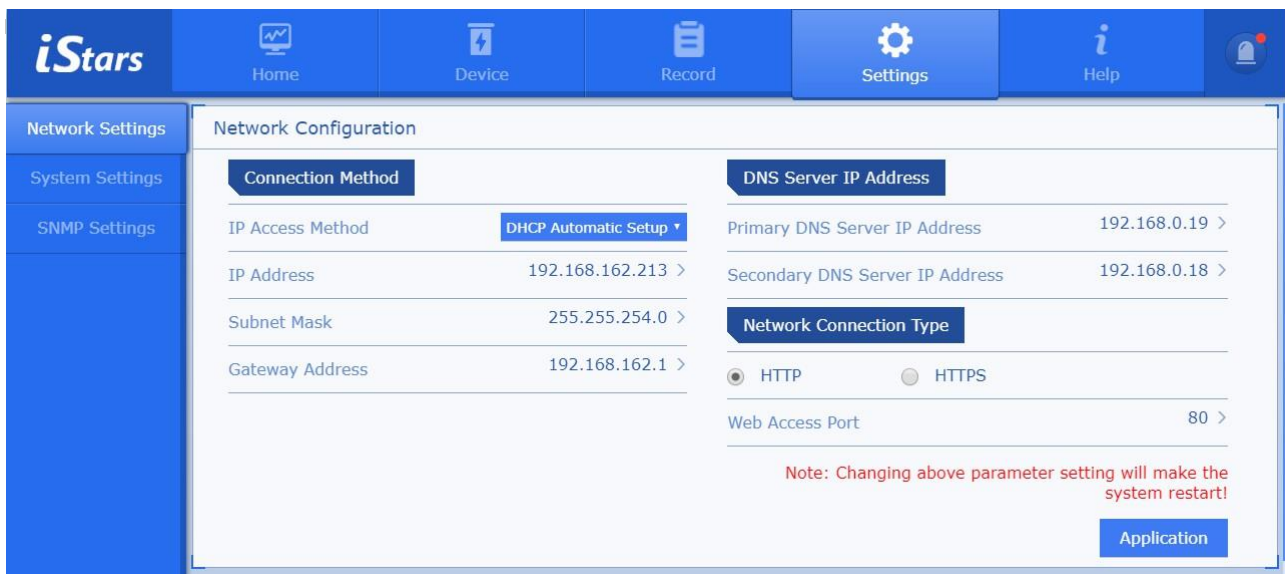 iStars
Home
Device
Record
Settings
Help
Network Settings
System Settings
SNMP Settings
Network Configuration
Connection Method
IP Access Method
DHCP Automatic Setup
IP Address
192.168.162.213 >
Subnet Mask
255.255.254.0 >
Gateway Address
192.168.162.1 >
DNS Server IP Address
Primary DNS Server IP Address
192.168.0.19 >
Secondary DNS Server IP Address
192.168.0.18 >
Network Connection Type
HTTP
HTTPS
Web Access Port
80 >
Note: Changing above parameter setting will make the
system restart!
Application